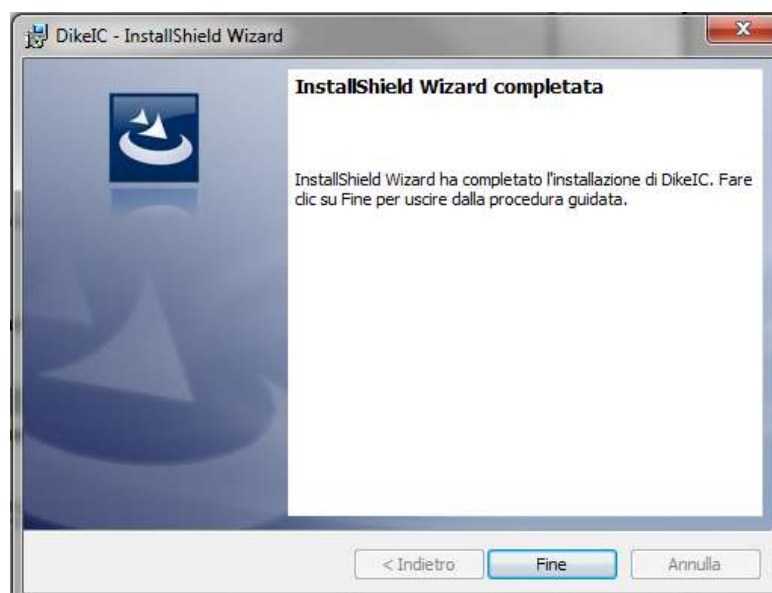 DikeIC - InstallShield Wizard
InstallShield Wizard completata
InstallShield Wizard ha completato l'installazione di DikeIC. Fare
clic su Fine per uscire dalla procedura guidata.
< Indietro
Fine
Annulla